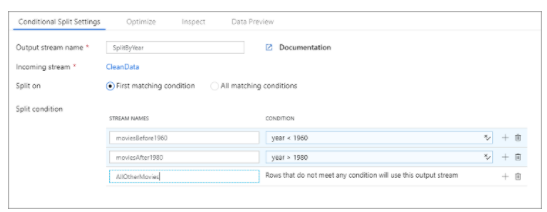 Conditional Split Settings Optimize Inspect Data Preview
Output stream name * SplitByYear Documentation
Incoming stream * CleanData
Split on First matching condition All matching conditions
Split condition
STREAM NAMES CONDITION
moviesBefore1960 year < 1960
moviesAfter1980 year > 1980
AllOtherMovies Rows that do not meet any condition will use this output stream